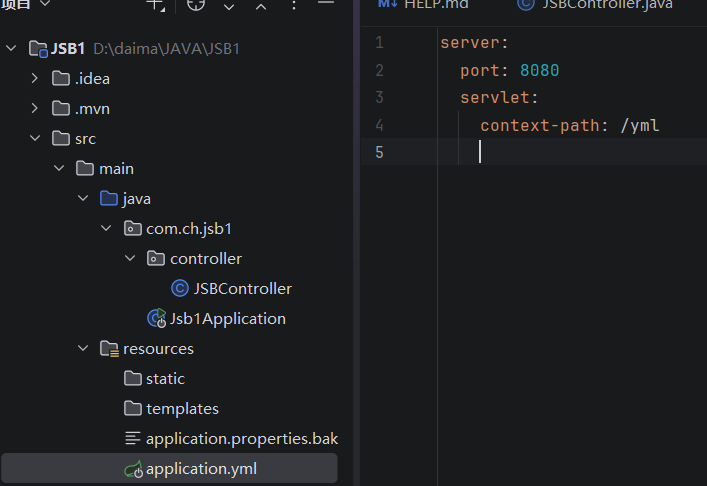 项目
JSB1 D:\daima\JAVA\JSB1
.idea
.mvn
src
main
java
com.ch.jsb1
controller
JSBController
Jsb1Application
resources
static
templates
application.properties.bak
application.yml
M↓ HELP.md
JSBController.java
1 server:
2 port: 8080
3 servlet:
4 context-path: /yml
5